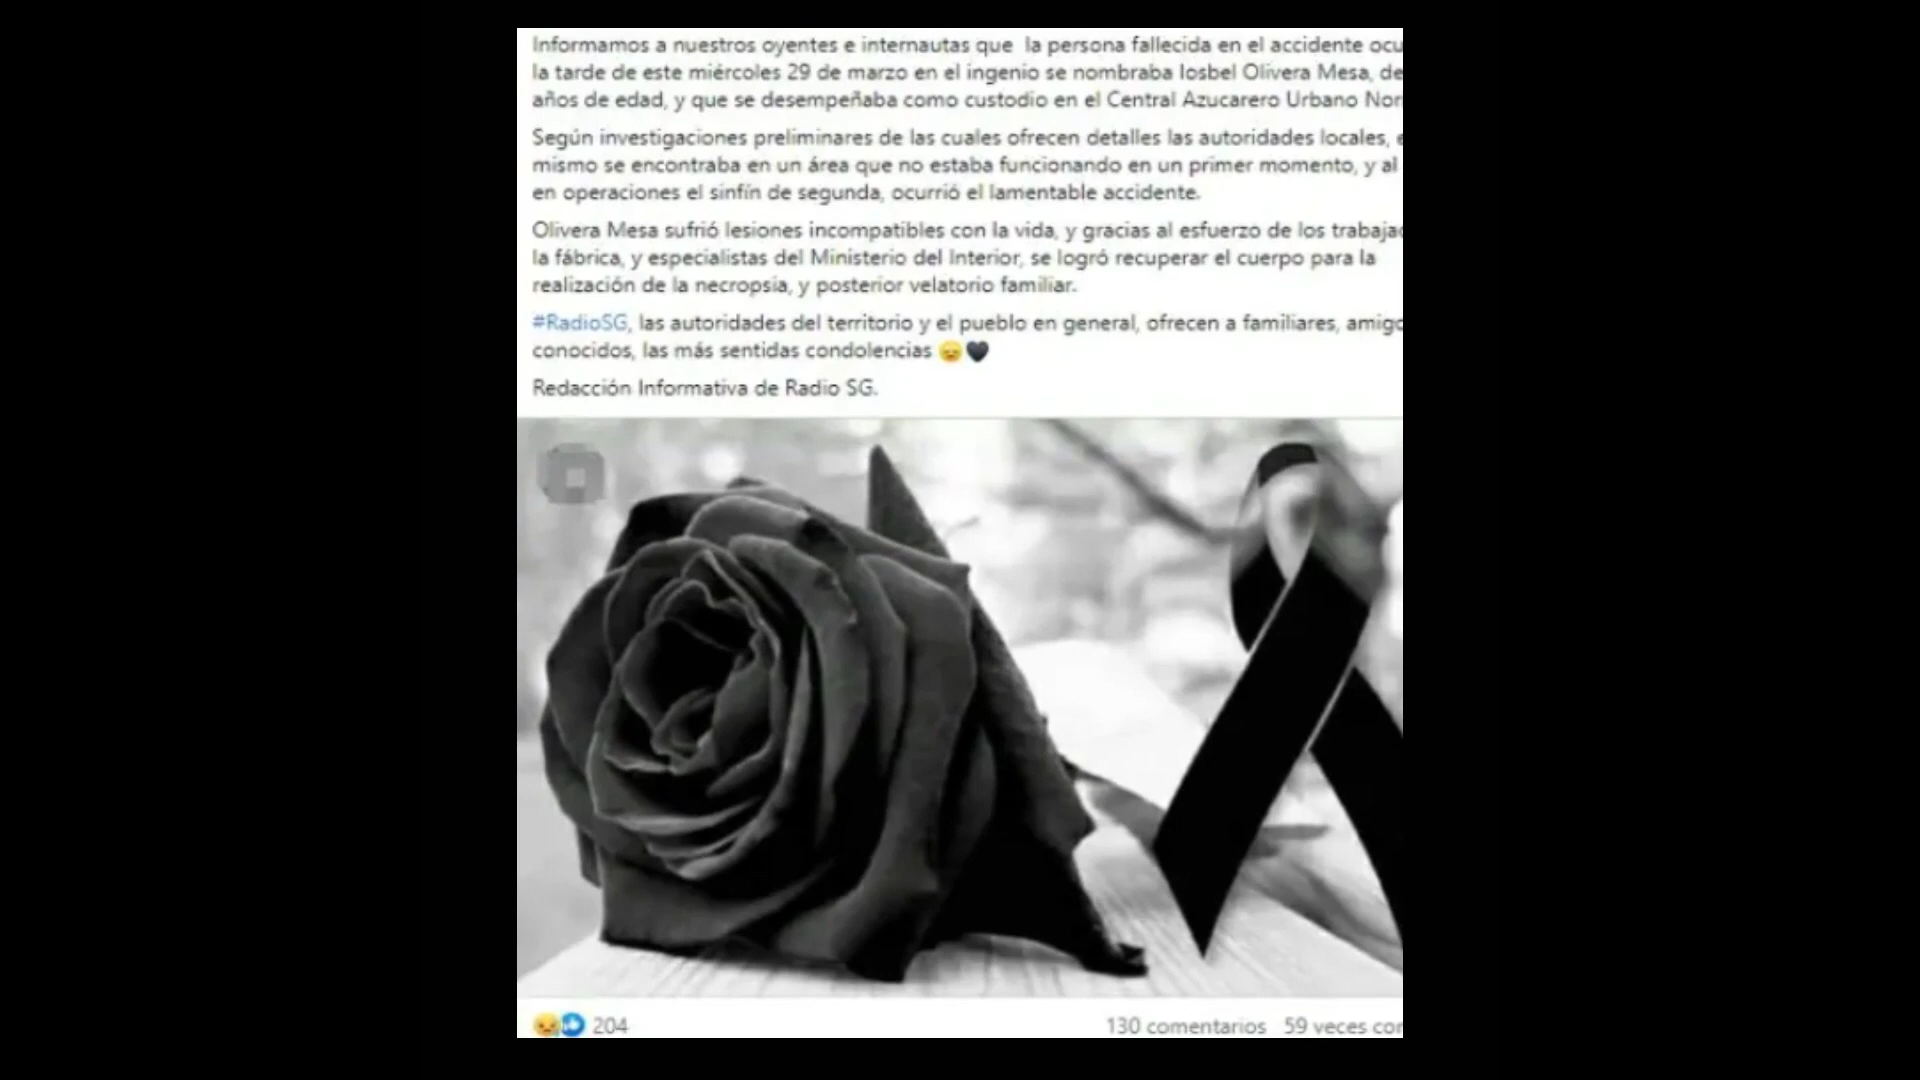 Informamos a nuestros oyentes e internautas que la persona fallecida en el accidente ocu
la tarde de este miércoles 29 de marzo en el ingenio se nombraba Iosbel Olivera Mesa, de
años de edad, y que se desempeñaba como custodio en el Central Azucarero Urbano Nor
Según investigaciones preliminares de las cuales ofrecen detalles las autoridades locales, e
mismo se encontraba en un área que no estaba funcionando en un primer momento, y al
en operaciones el sinfín de segunda, ocurrió el lamentable accidente.
Olivera Mesa sufrió lesiones incompatibles con la vida, y gracias al esfuerzo de los trabajad
la fábrica, y especialistas del Ministerio del Interior, se logró recuperar el cuerpo para la
realización de la necropsia, y posterior velatorio familiar.
#RadioSG, las autoridades del territorio y el pueblo en general, ofrecen a familiares, amigo
conocidos, las más sentidas condolencias 😞🖤
Redacción Informativa de Radio SG.
204
130 comentarios 59 veces com